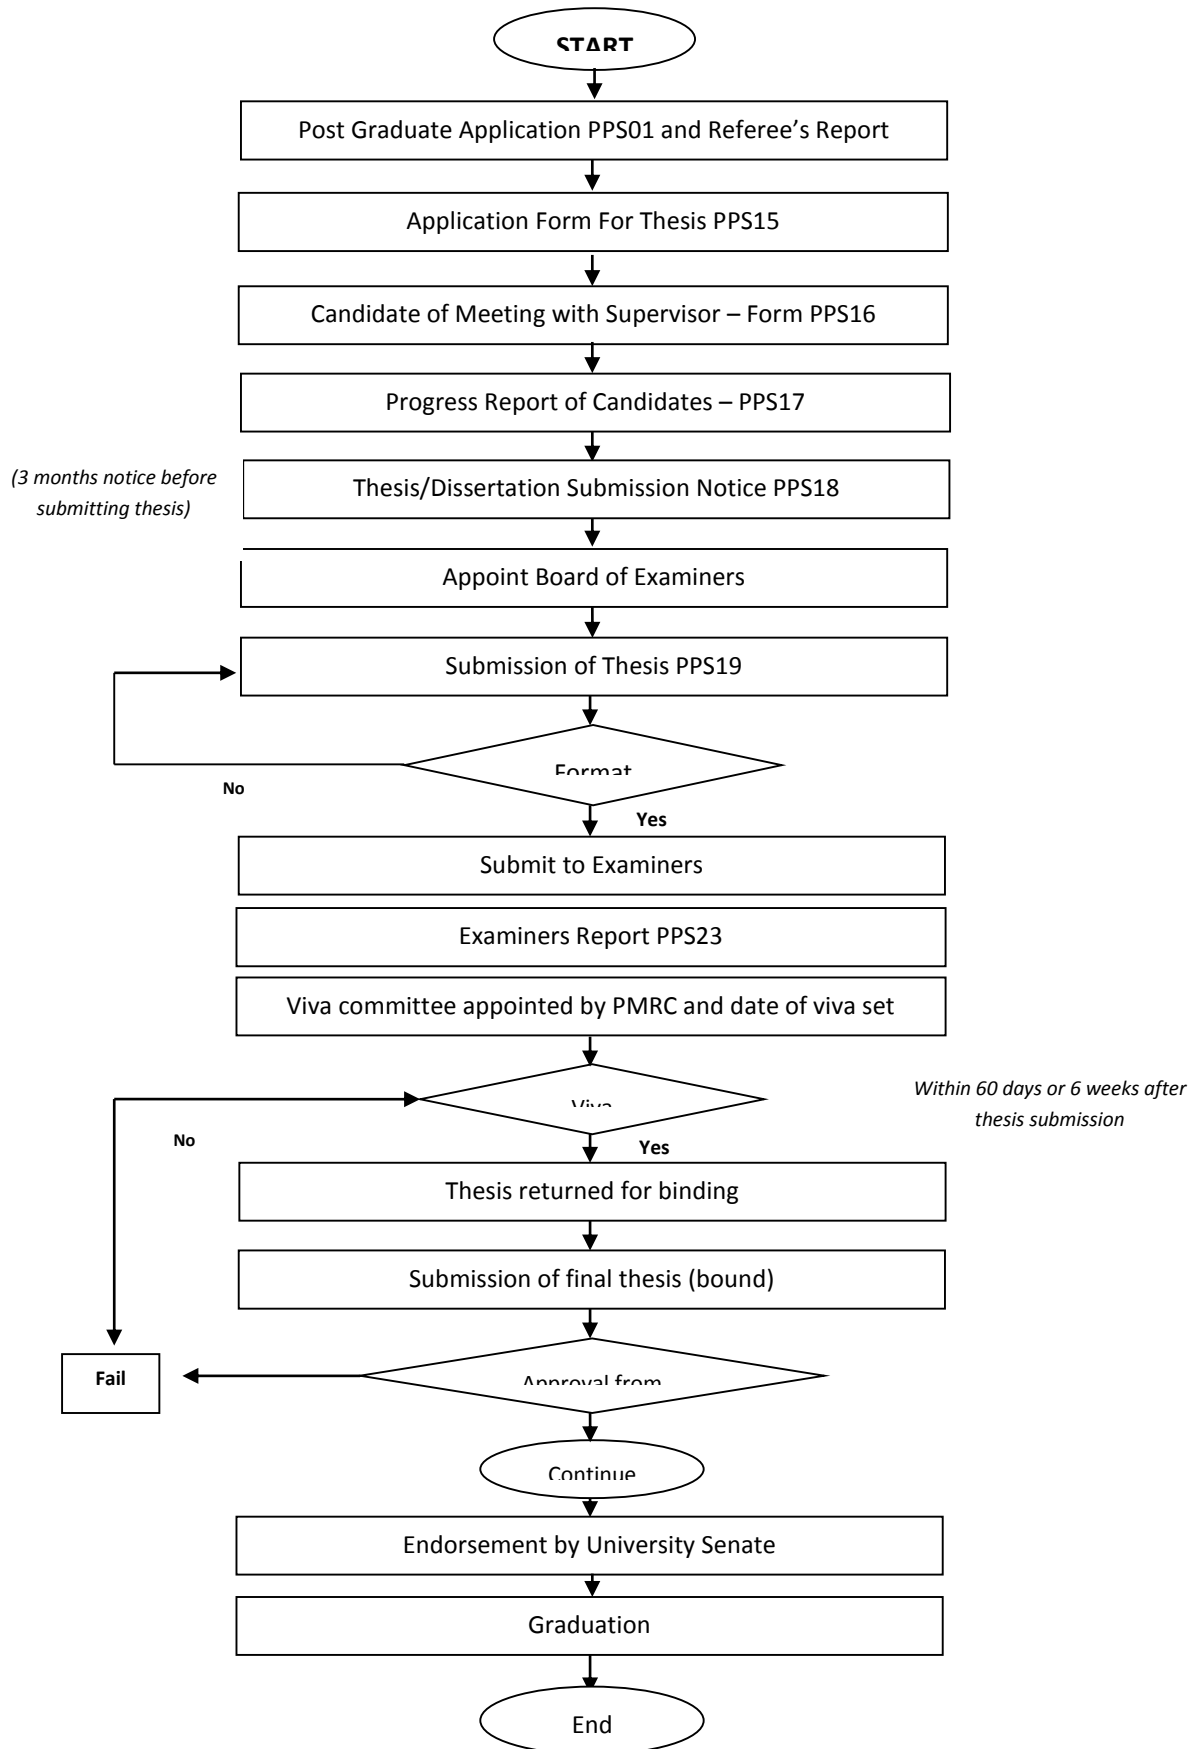 START
Post Graduate Application PPS01 and Referee’s Report
Application Form For Thesis PPS15
Candidate of Meeting with Supervisor – Form PPS16
Progress Report of Candidates – PPS17
(3 months notice before
submitting thesis)
Thesis/Dissertation Submission Notice PPS18
Appoint Board of Examiners
Submission of Thesis PPS19
Format
No
Yes
Submit to Examiners
Examiners Report PPS23
Viva committee appointed by PMRC and date of viva set
Viva
Within 60 days or 6 weeks after
thesis submission
No
Yes
Thesis returned for binding
Submission of final thesis (bound)
Fail
Approval from
Continue
Endorsement by University Senate
Graduation
End